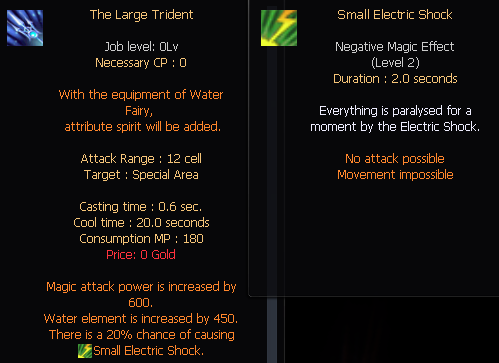 The Large Trident
Job level: 0Lv
Necessary CP : 0
With the equipment of Water
Fairy,
attribute spirit will be added.
Attack Range : 12 cell
Target : Special Area
Casting time : 0.6 sec.
Cool time : 20.0 seconds
Consumption MP : 180
Price: 0 Gold
Magic attack power is increased by
600.
Water element is increased by 450.
There is a 20% chance of causing
Small Electric Shock.
Small Electric Shock
Negative Magic Effect
(Level 2)
Duration : 2.0 seconds
Everything is paralysed for a
moment by the Electric Shock.
No attack possible
Movement impossible